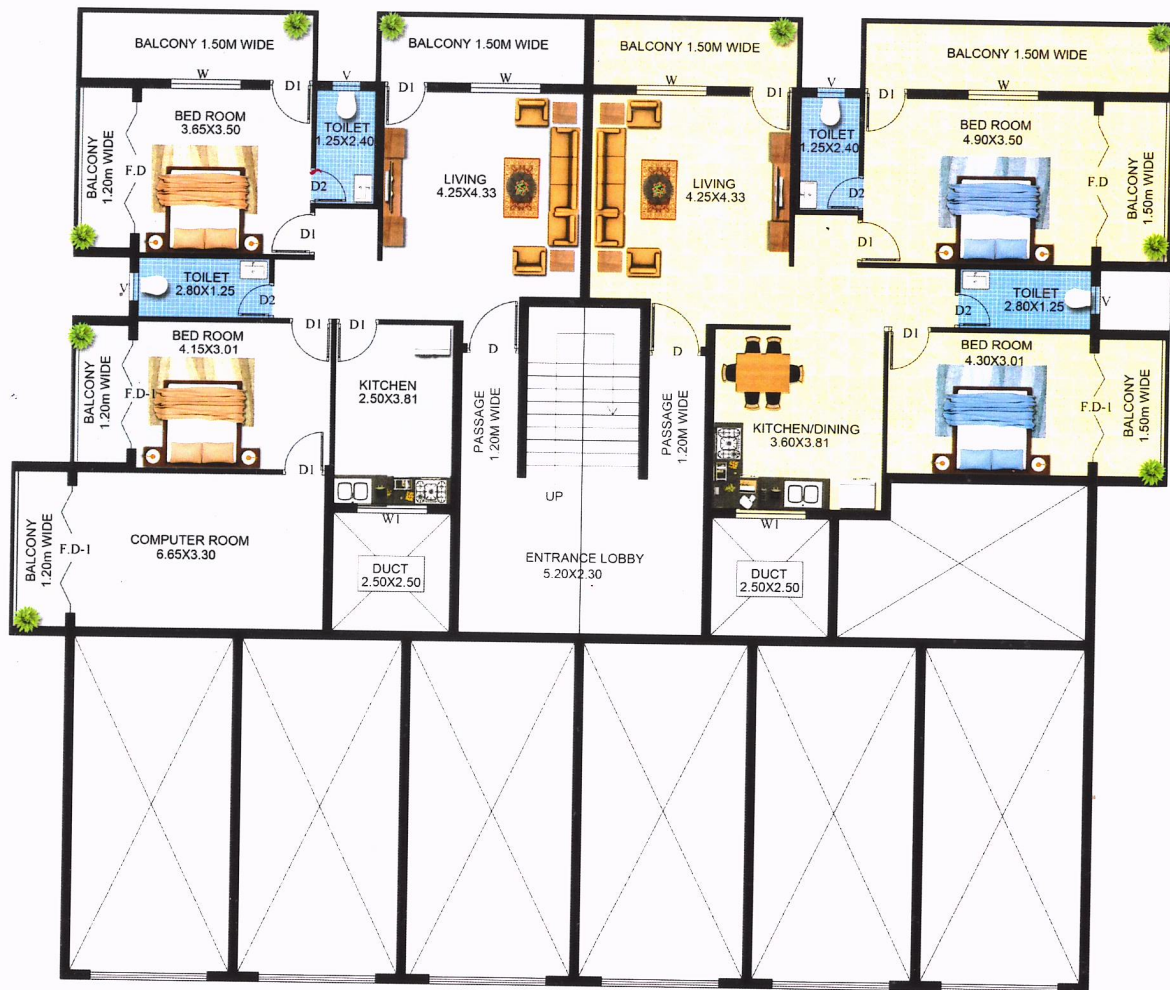 BALCONY 1.50M WIDE
BALCONY 1.50M WIDE
BALCONY 1.50M WIDE
BALCONY 1.50M WIDE
W
D1
V
D1
W
W
D1
V
D1
W
BED ROOM
3.65X3.50
TOILET
1.25X2.40
D2
BALCONY
1.20m WIDE
F.D
LIVING
4.25X4.33
LIVING
4.25X4.33
TOILET
1.25X2.40
D2
BED ROOM
4.90X3.50
F.D
BALCONY
1.50m WIDE
D1
D1
V
TOILET
2.80X1.25
D2
TOILET
2.80X1.25
D2
V
D1
D1
D
D
D1
BED ROOM
4.15X3.01
BALCONY
1.20m WIDE
F.D-1
D1
KITCHEN
2.50X3.81
PASSAGE
1.20M WIDE
PASSAGE
1.20M WIDE
UP
KITCHEN/DINING
3.60X3.81
BED ROOM
4.30X3.01
F.D-1
BALCONY
1.50m WIDE
W1
W1
BALCONY
1.20m WIDE
F.D-1
COMPUTER ROOM
6.65X3.30
DUCT
2.50X2.50
ENTRANCE LOBBY
5.20X2.30
DUCT
2.50X2.50